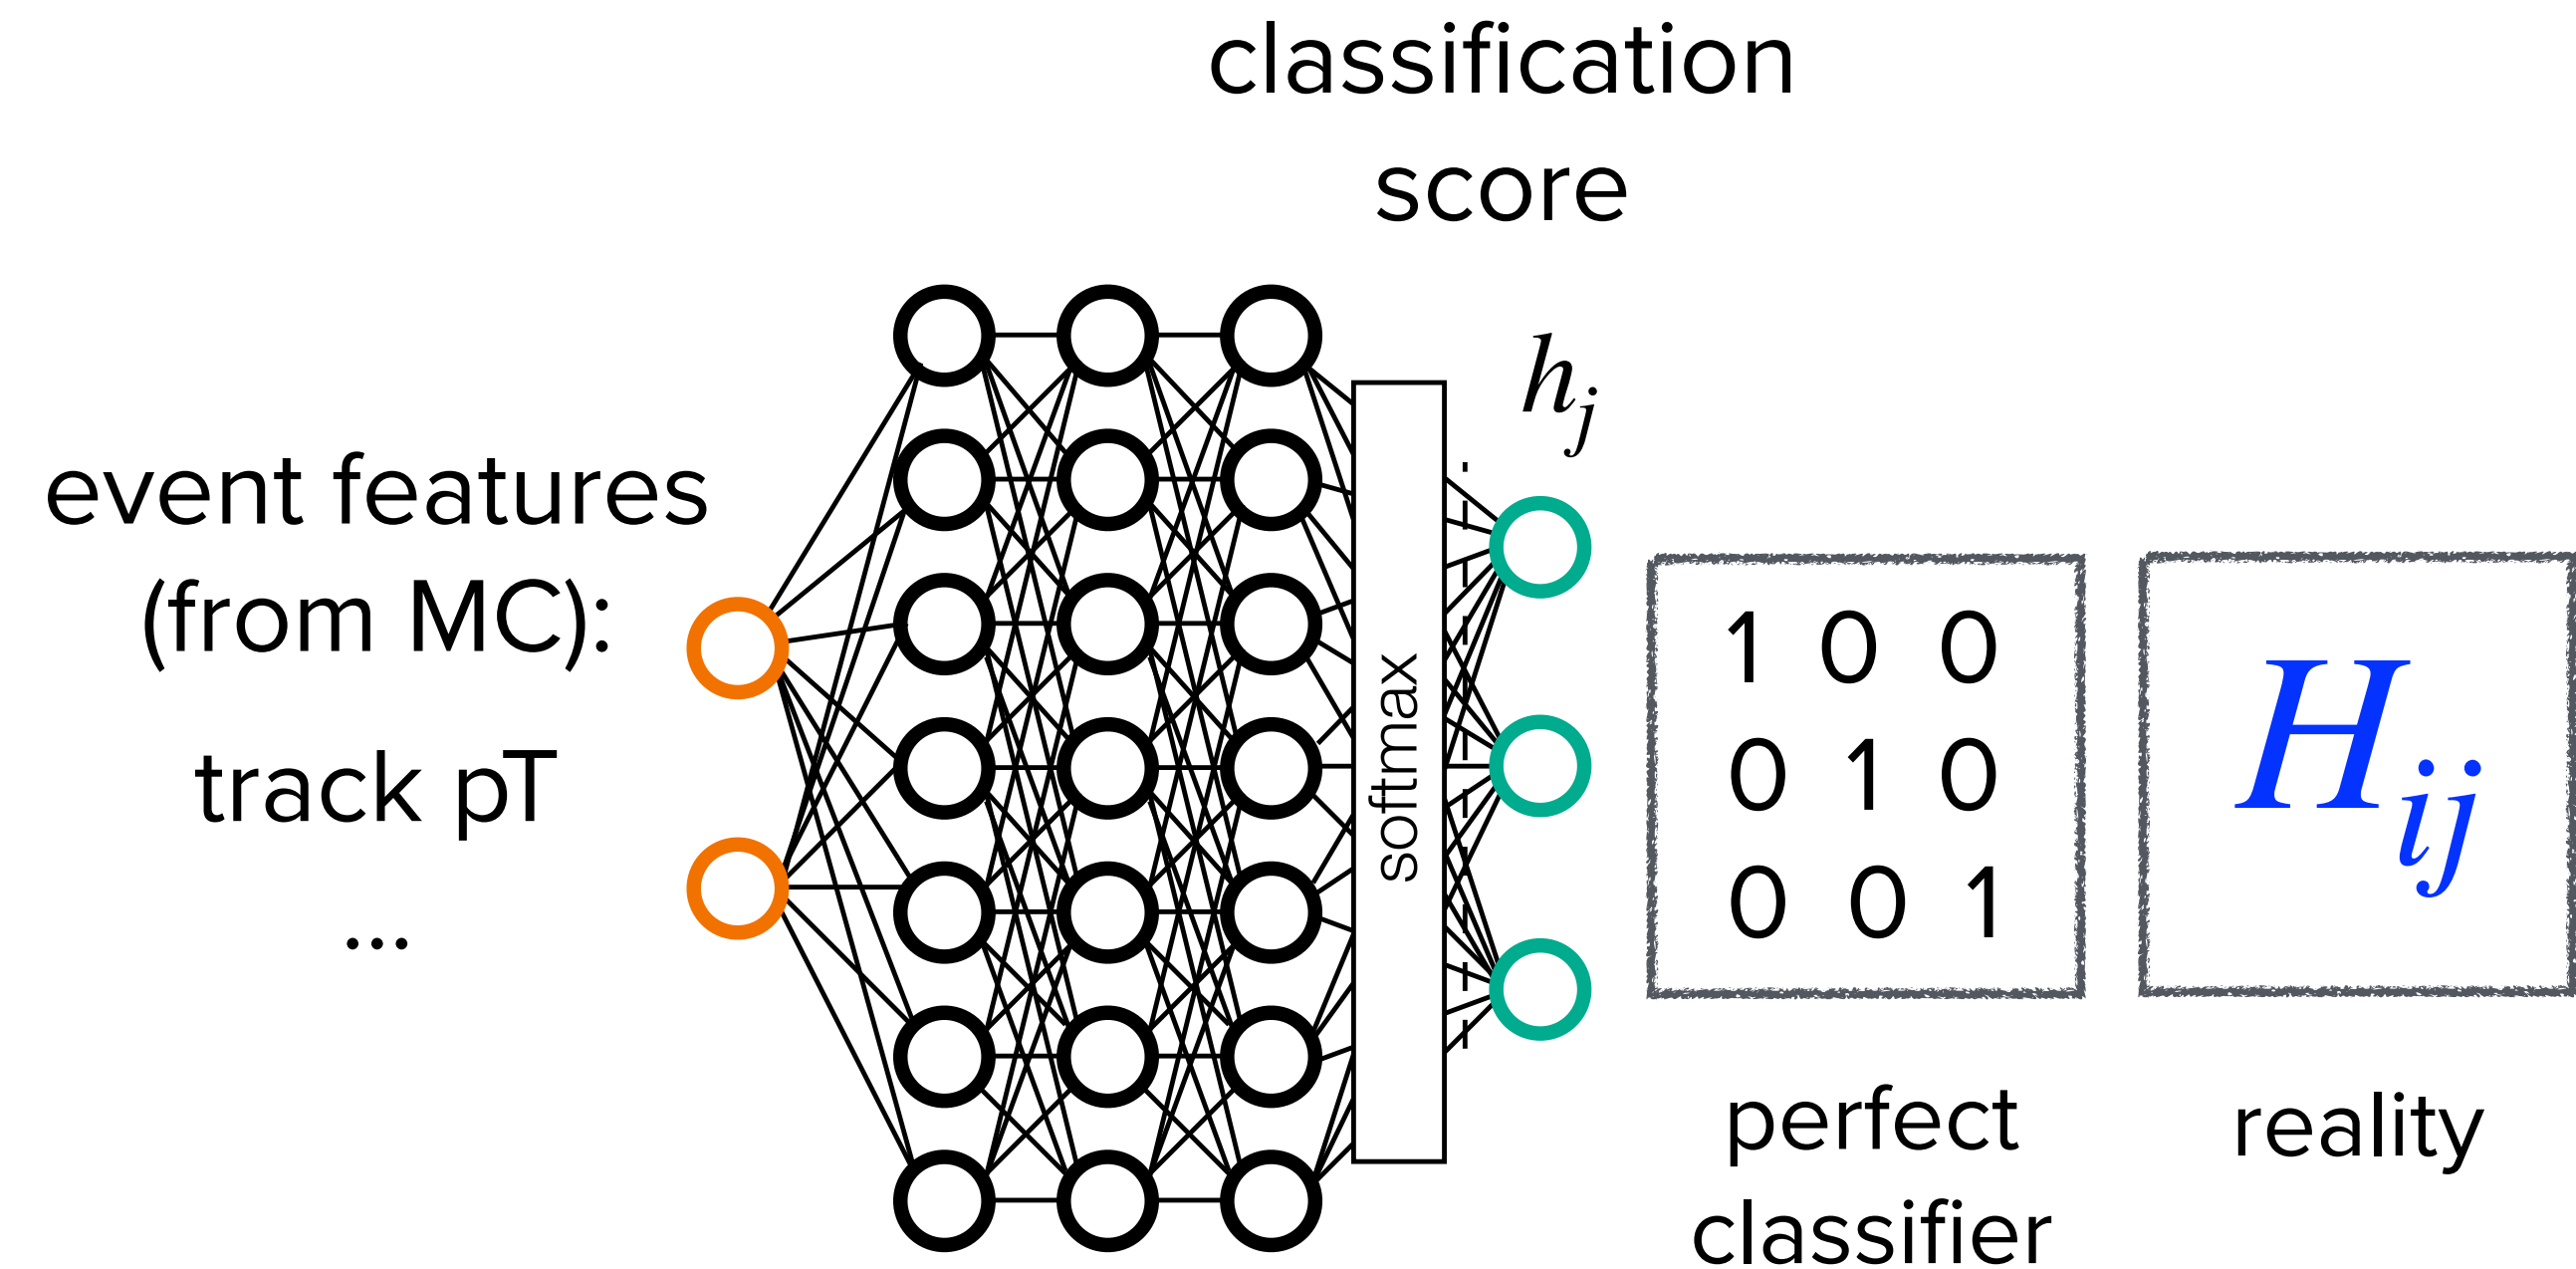 classification
score
event features
(from MC):
track pT
...
softmax
h_j
1 0 0
0 1 0
0 0 1
H_ij
perfect
classifier
reality